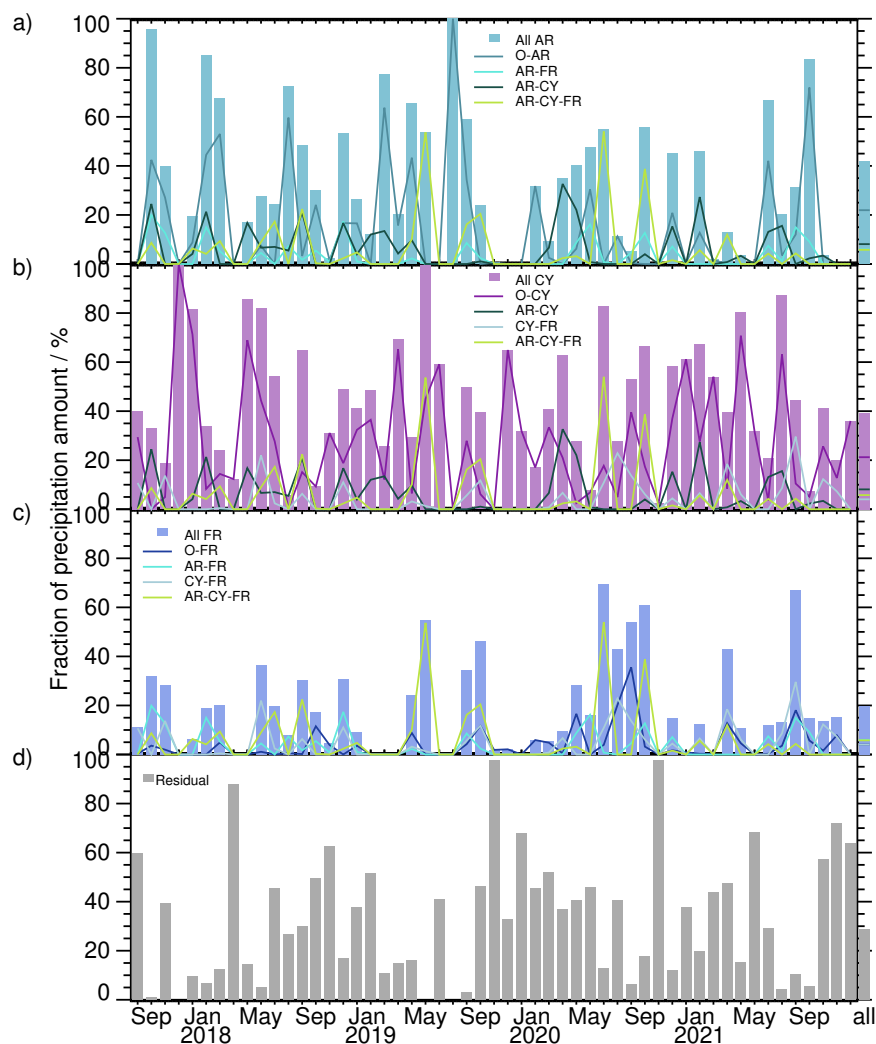 a)
100
80
60
40
20
0
All AR
O-AR
AR-FR
AR-CY
AR-CY-FR
b)
100
80
60
40
20
0
All CY
O-CY
AR-CY
CY-FR
AR-CY-FR
Fraction of precipitation amount / %
c)
100
80
60
40
20
0
All FR
O-FR
AR-FR
CY-FR
AR-CY-FR
d)
100
80
60
40
20
0
Residual
Sep Jan May Sep Jan May Sep Jan May Sep Jan May Sep all
2018 2019 2020 2021